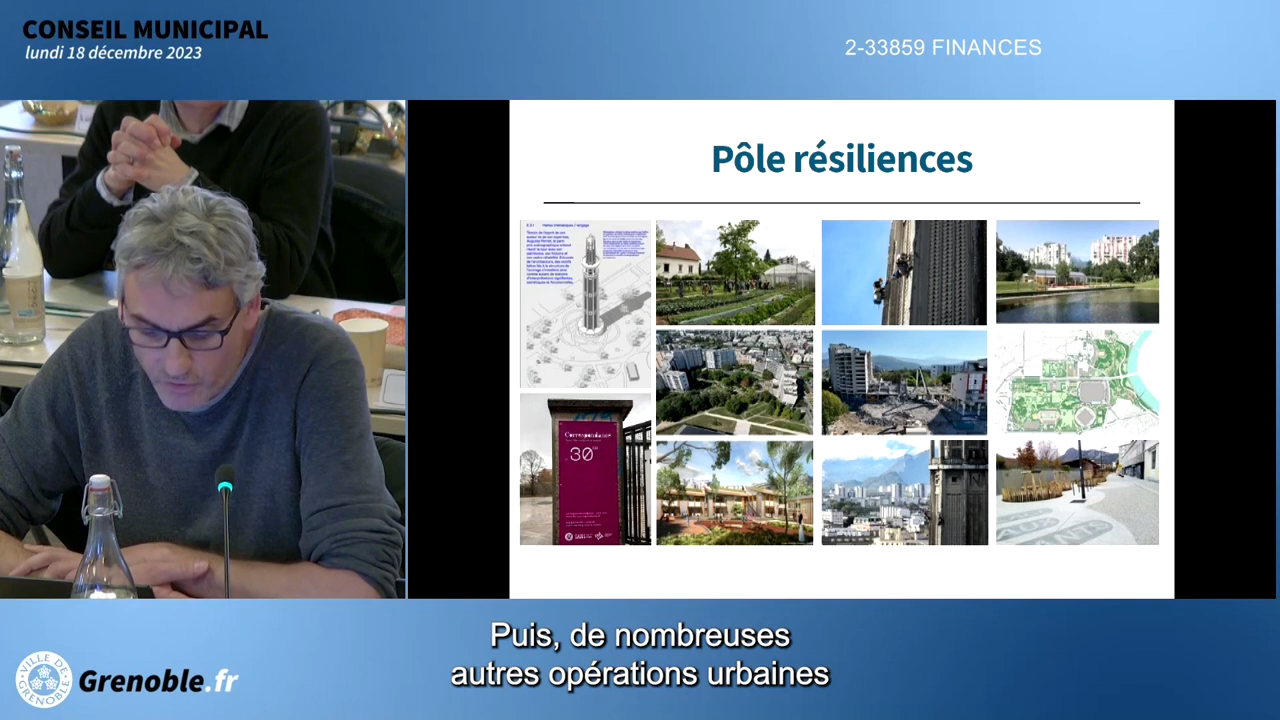 CONSEIL MUNICIPAL
lundi 18 décembre 2023
2-33859 FINANCES
Pôle résiliences
Correspondance
30
Puis, de nombreuses
autres opérations urbaines
VILLE DE GRENOBLE
Grenoble.fr